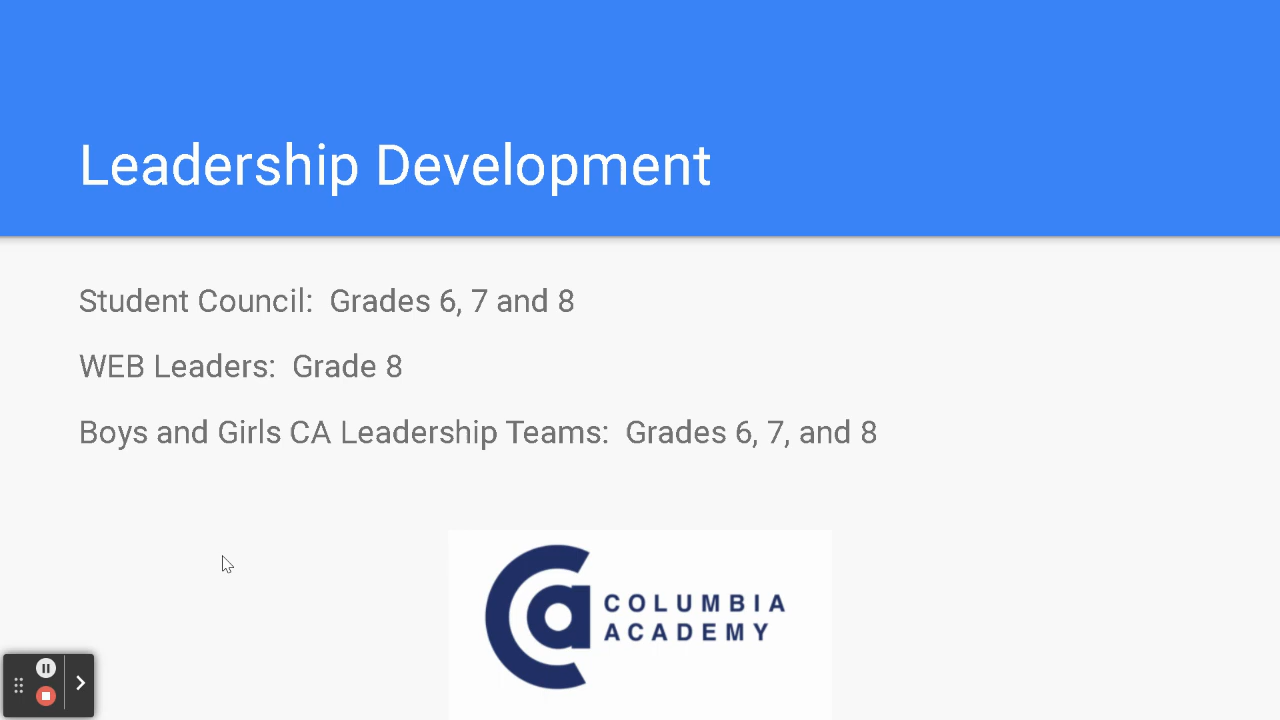 Leadership Development
Student Council:  Grades 6, 7 and 8
WEB Leaders:  Grade 8
Boys and Girls CA Leadership Teams:  Grades 6, 7, and 8
Ca COLUMBIA
ACADEMY